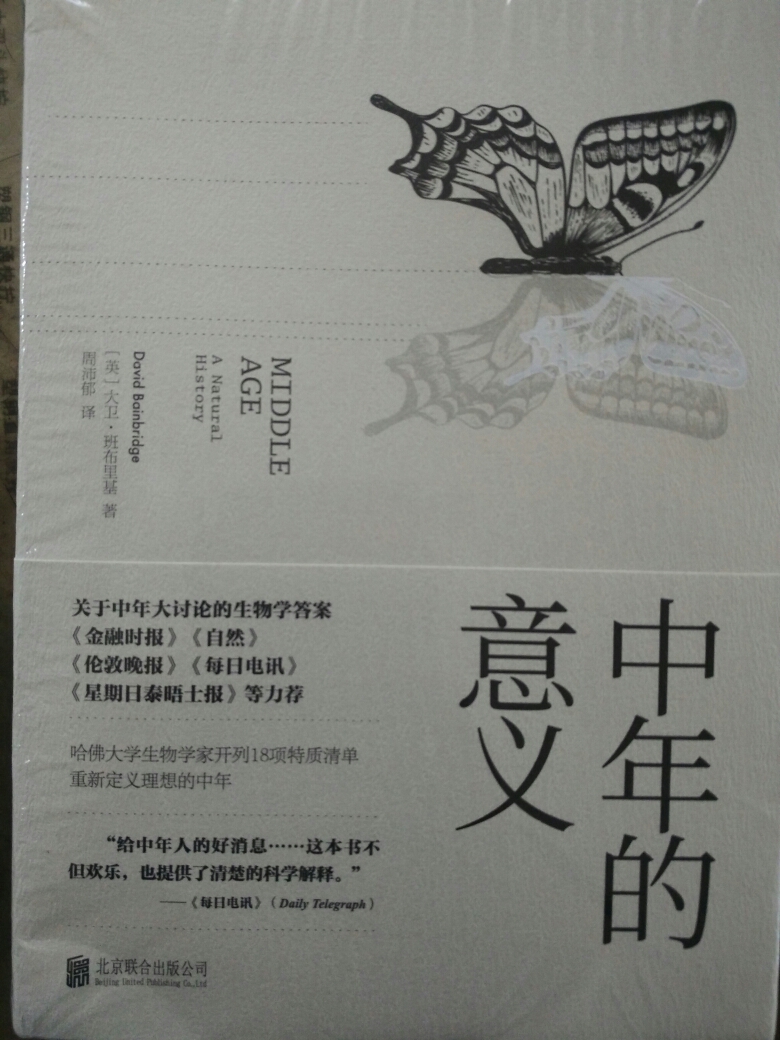 MIDDLE
AGE
A Natural
History
David Bainbridge
［英］大卫·班布里基 著
周沛郁 译
中年的
意义
关于中年大讨论的生物学答案
《金融时报》《自然》
《伦敦晚报》《每日电讯》
《星期日泰晤士报》等力荐
哈佛大学生物学家开列18项特质清单
重新定义理想的中年
“给中年人的好消息……这本书不
但欢乐，也提供了清楚的科学解释。”
——《每日电讯》（Daily Telegraph）
北京联合出版公司
Beijing United Publishing Co.,Ltd